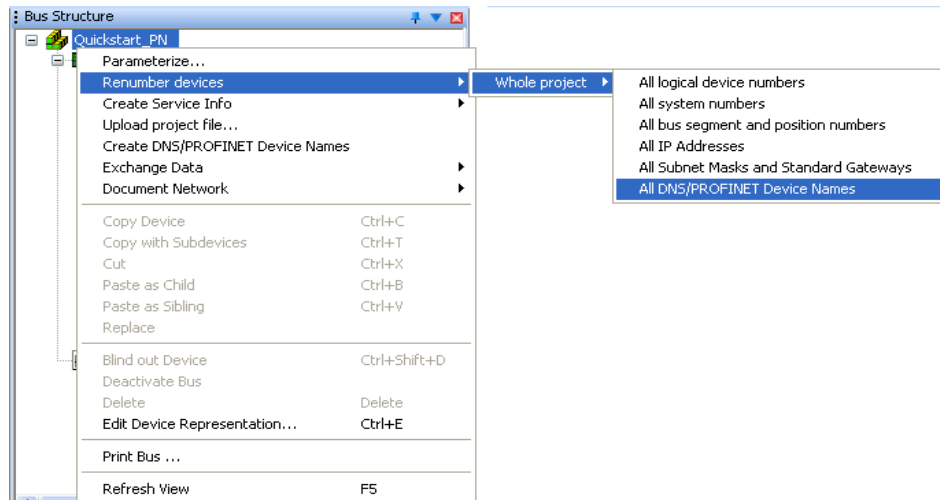 Bus Structure
Quickstart_PN
Parameterize...
Renumber devices
Whole project
All logical device numbers
All system numbers
All bus segment and position numbers
All IP Addresses
All Subnet Masks and Standard Gateways
All DNS/PROFINET Device Names
Create Service Info
Upload project file...
Create DNS/PROFINET Device Names
Exchange Data
Document Network
Copy Device Ctrl+C
Copy with Subdevices Ctrl+T
Cut Ctrl+X
Paste as Child Ctrl+B
Paste as Sibling Ctrl+V
Replace
Blind out Device Ctrl+Shift+D
Deactivate Bus
Delete Delete
Edit Device Representation... Ctrl+E
Print Bus ...
Refresh View F5